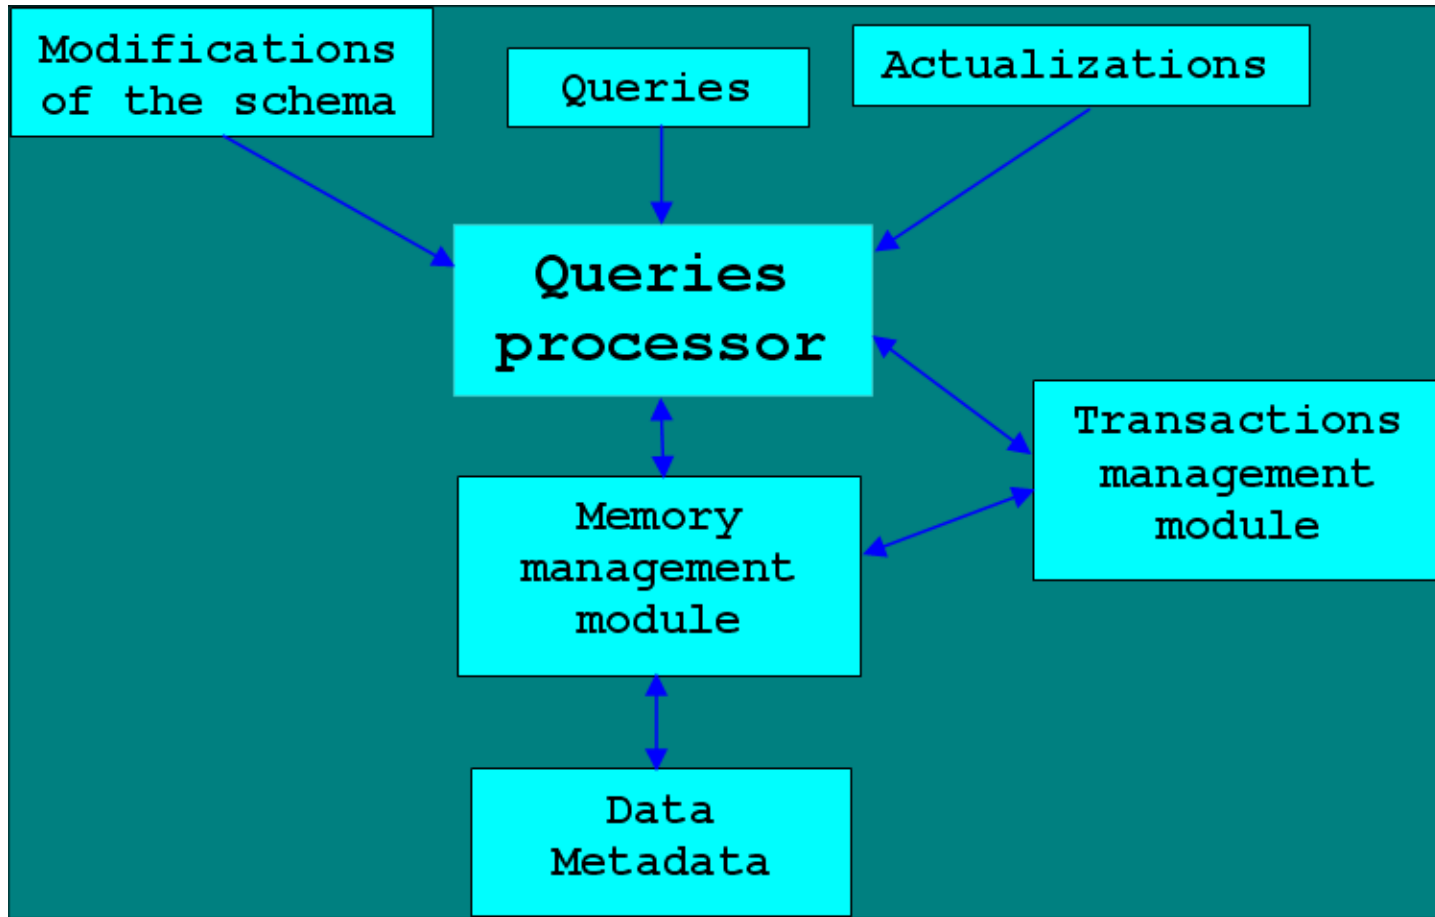 Modifications
of the schema
Queries
Actualizations
Queries
processor
Transactions
management
module
Memory
management
module
Data
Metadata